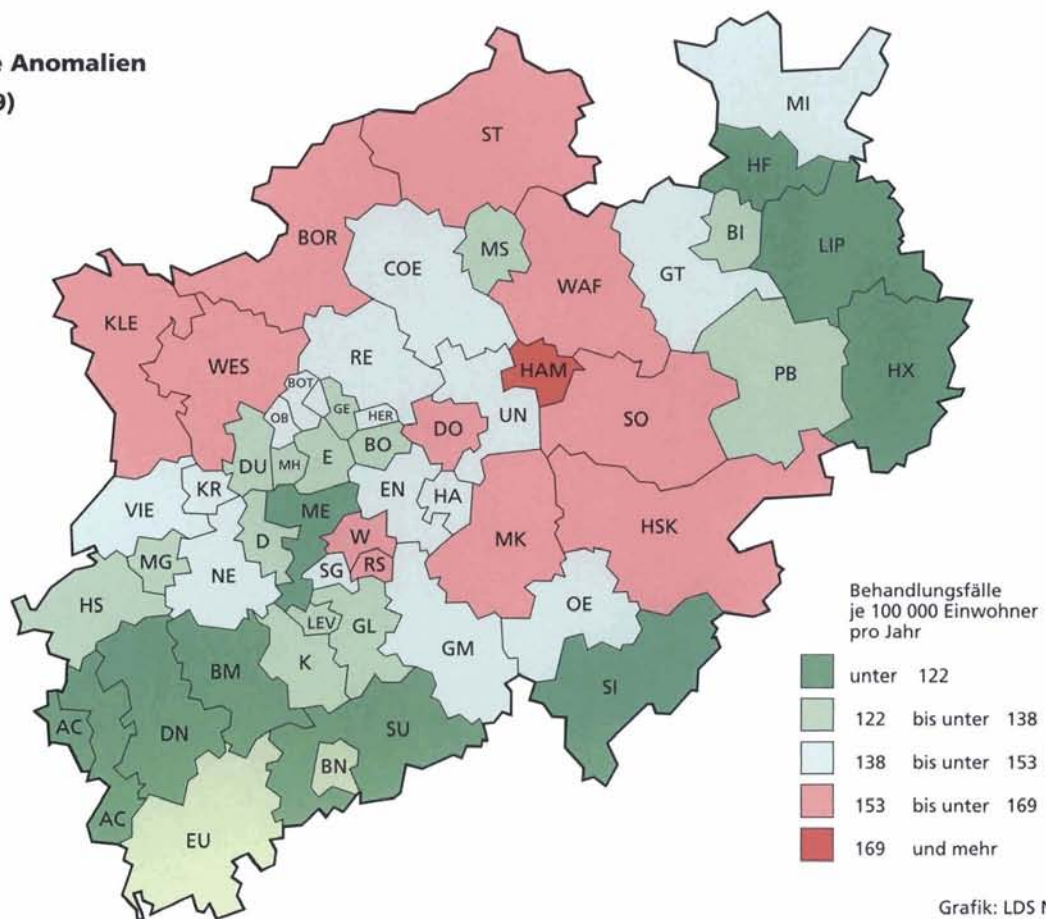 Anomalien
9)
MI
ST
HF
BI
LIP
BOR
MS
COE
GT
WAF
KLE
WES
RE
HAM
PB
HX
BOT
GE
OB
HER
UN
DO
SO
BO
DU
MH
E
EN
HA
KR
ME
VIE
D
W
MK
HSK
MG
NE
SG
RS
HS
OE
LEV
GL
K
GM
BM
SI
AC
DN
SU
BN
AC
EU
Behandlungsfälle
je 100 000 Einwohner
pro Jahr
unter 122
122 bis unter 138
138 bis unter 153
153 bis unter 169
169 und mehr
Grafik: LDS